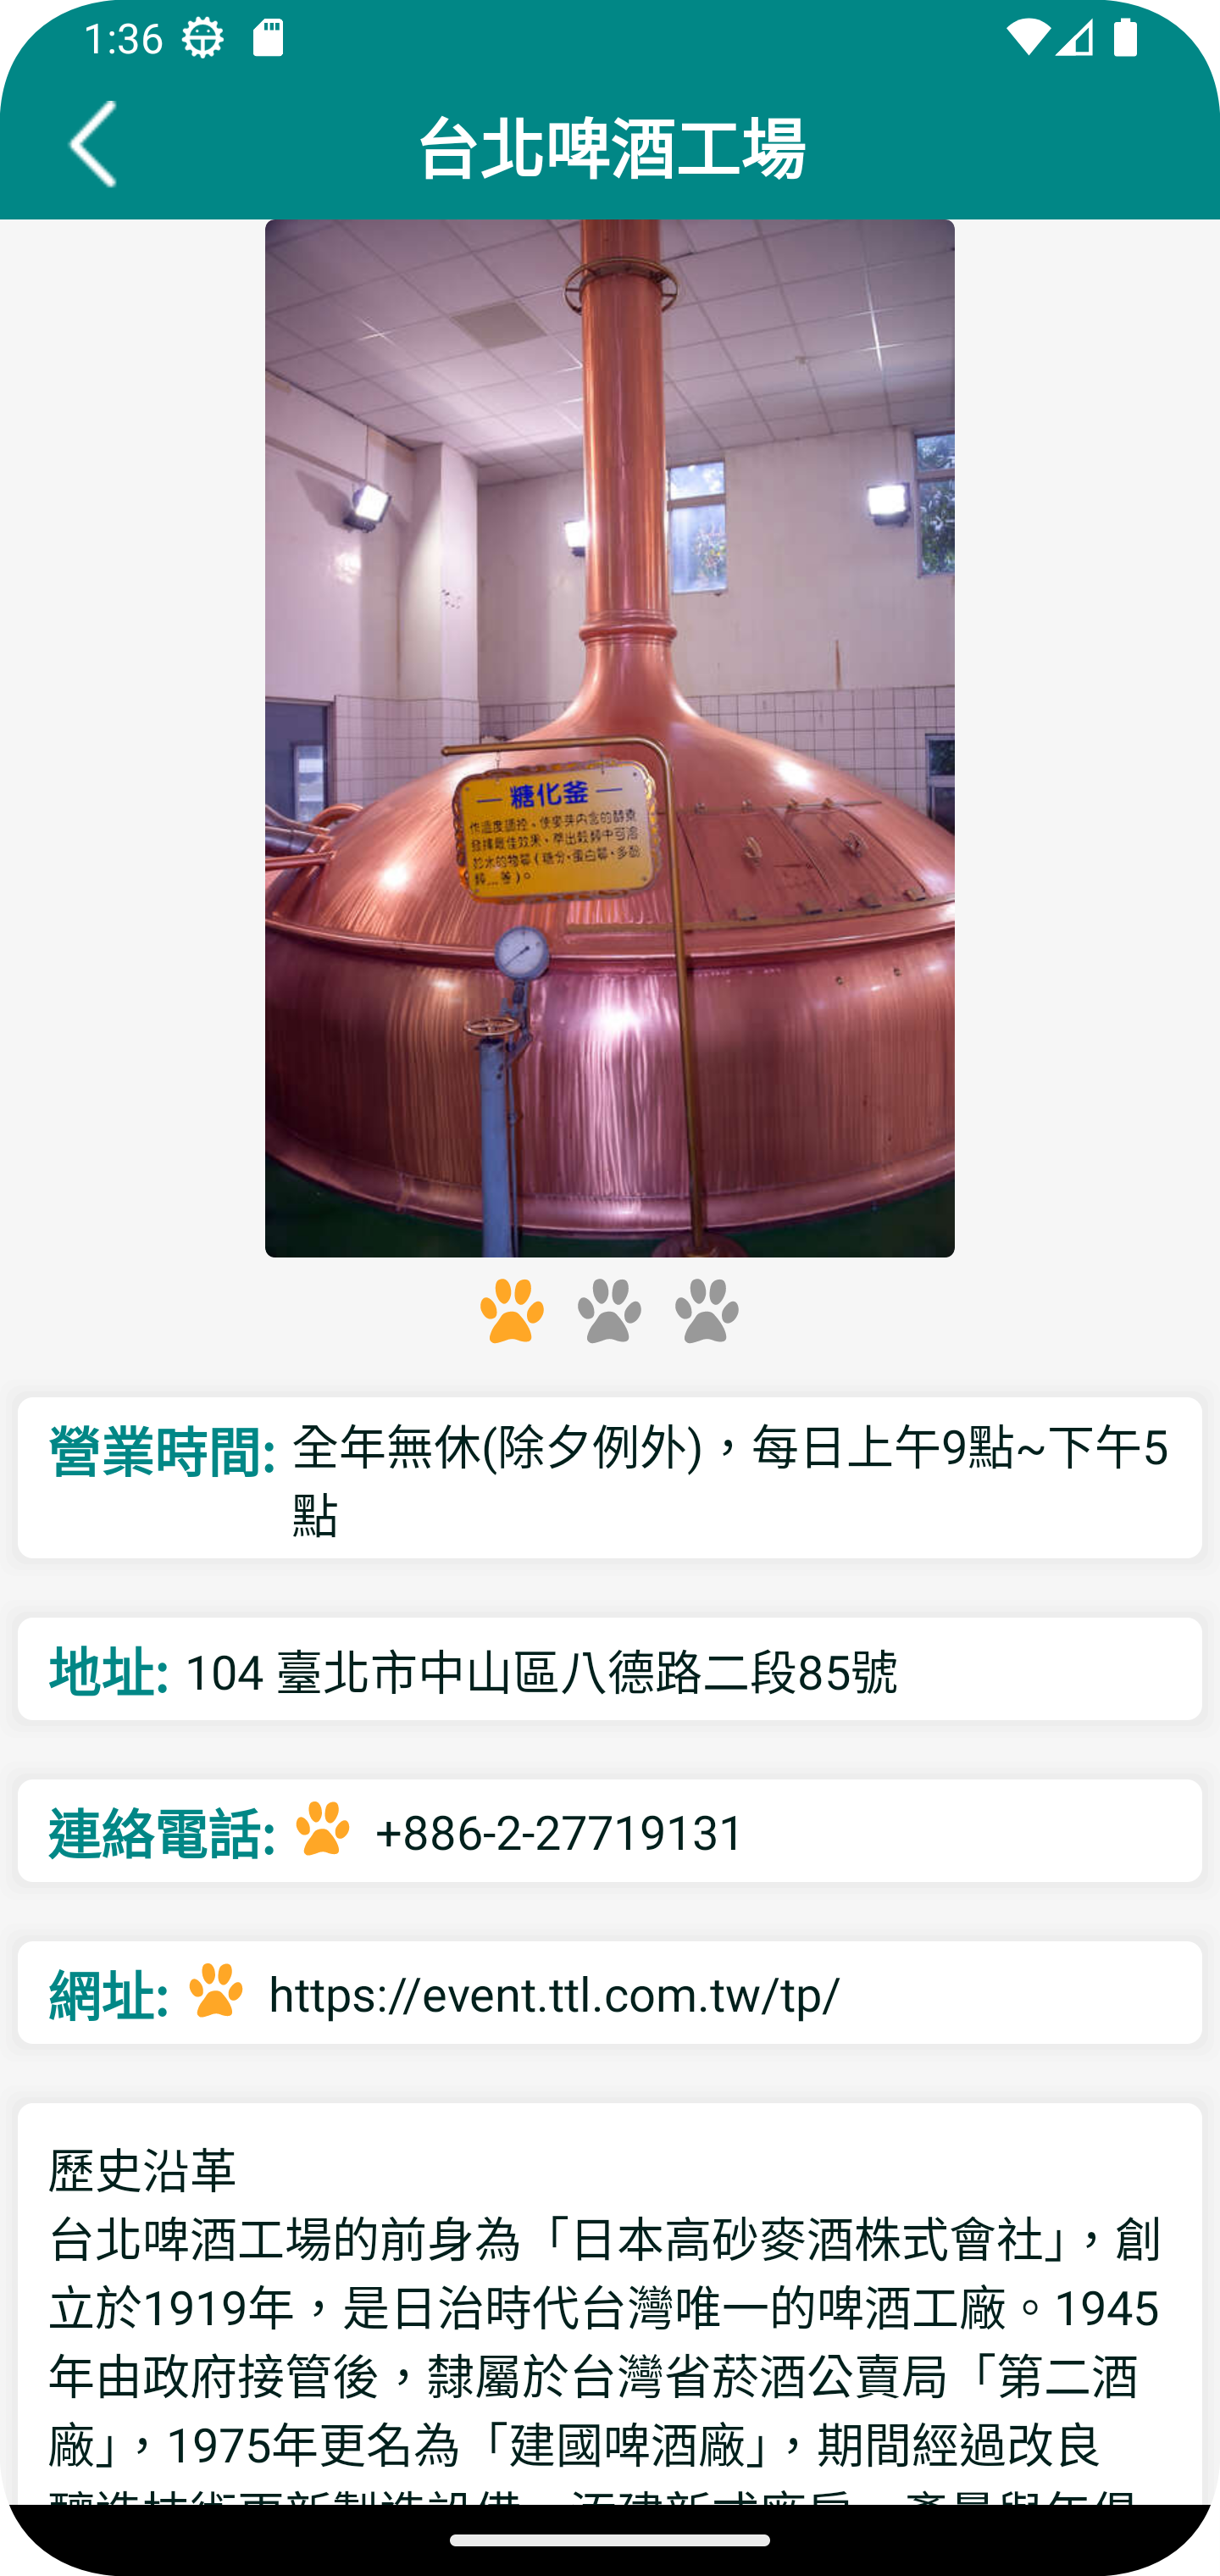 1:36
台北啤酒工場
糖化釜
營業時間: 全年無休(除夕例外)，每日上午9點~下午5
點
地址: 104 臺北市中山區八德路二段85號
連絡電話: +886-2-27719131
網址: https://event.ttl.com.tw/tp/
歷史沿革
台北啤酒工場的前身為「日本高砂麥酒株式會社」，創
立於1919年，是日治時代台灣唯一的啤酒工廠。1945
年由政府接管後，隸屬於台灣省菸酒公賣局「第二酒
廠」，1975年更名為「建國啤酒廠」，期間經過改良